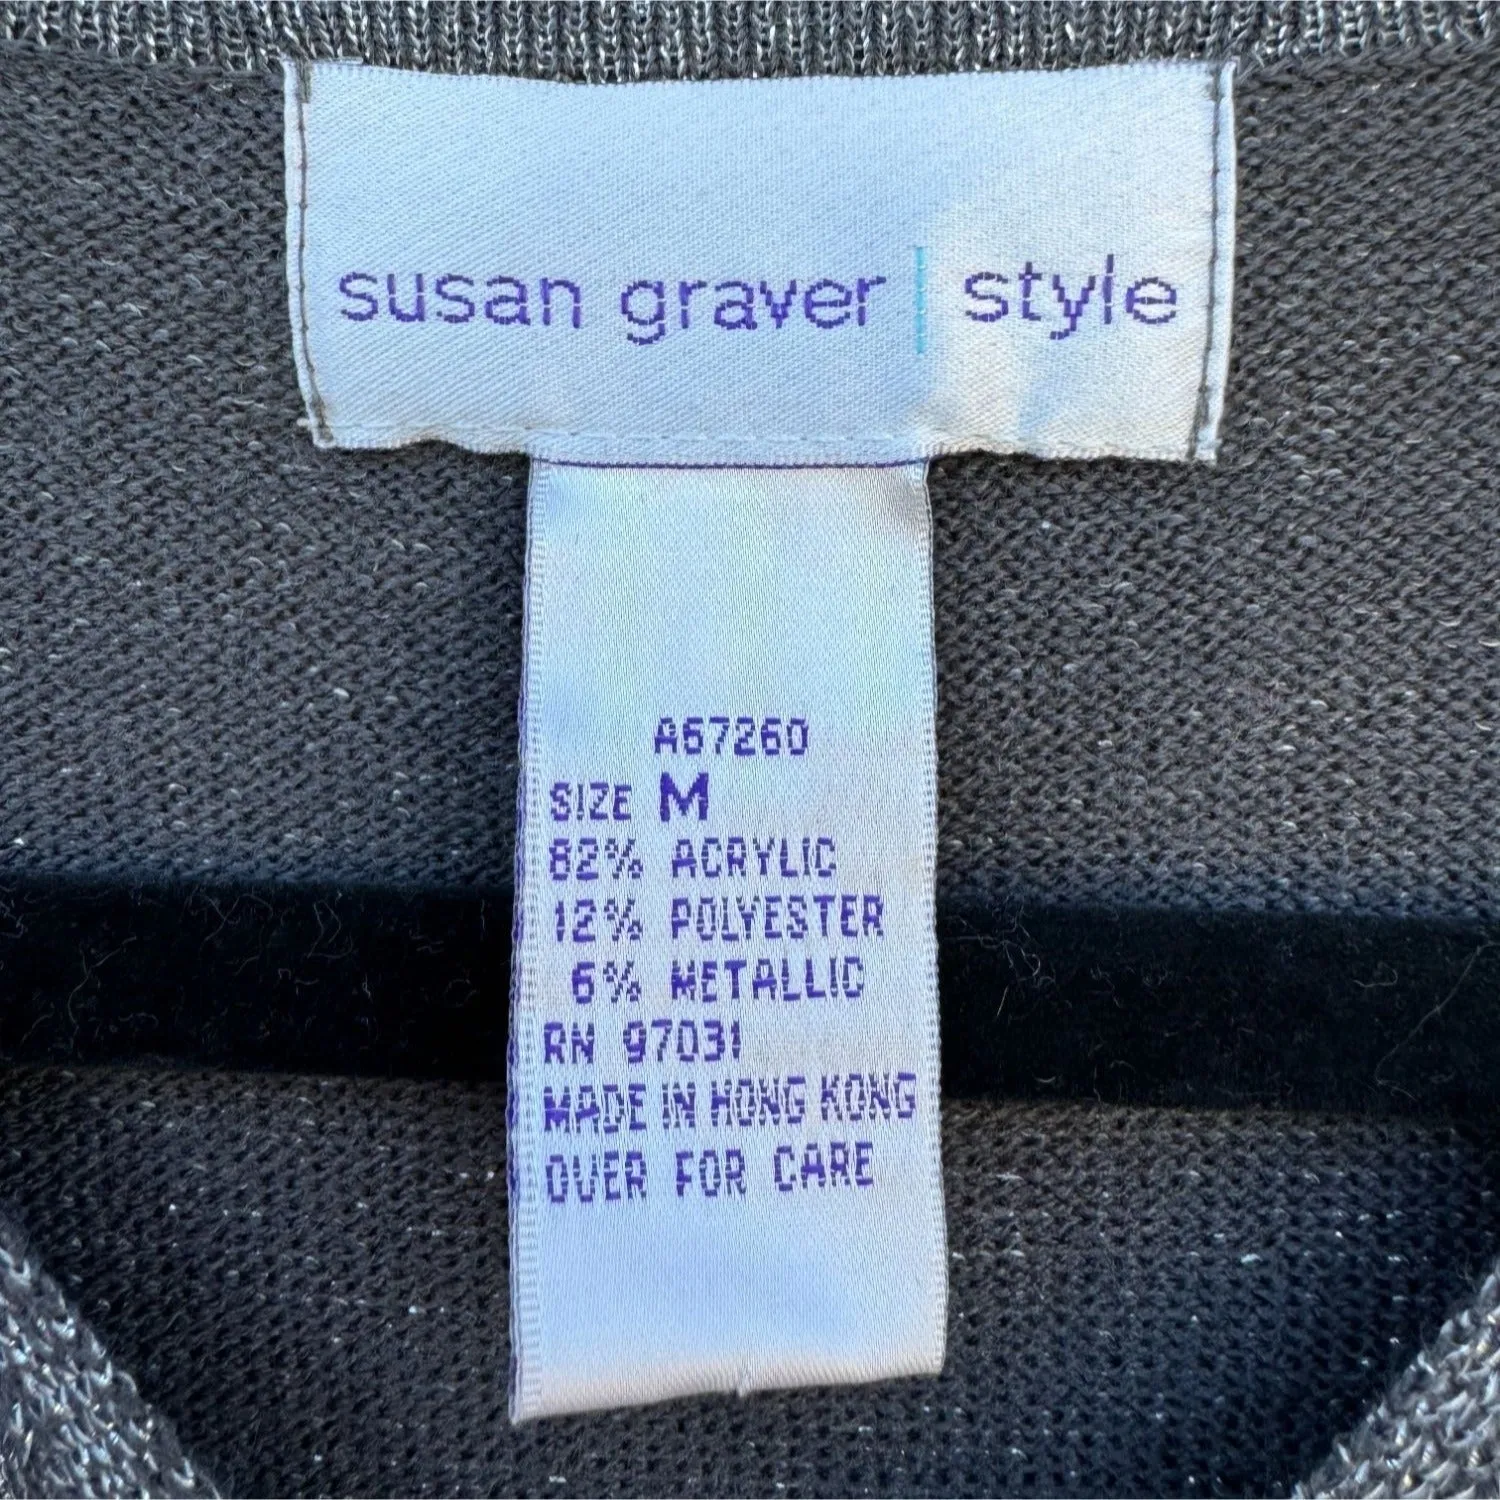 susan graver | style
A67260
SIZE M
82% ACRYLIC
12% POLYESTER
6% METALLIC
RN 97031
MADE IN HONG KONG
OVER FOR CARE